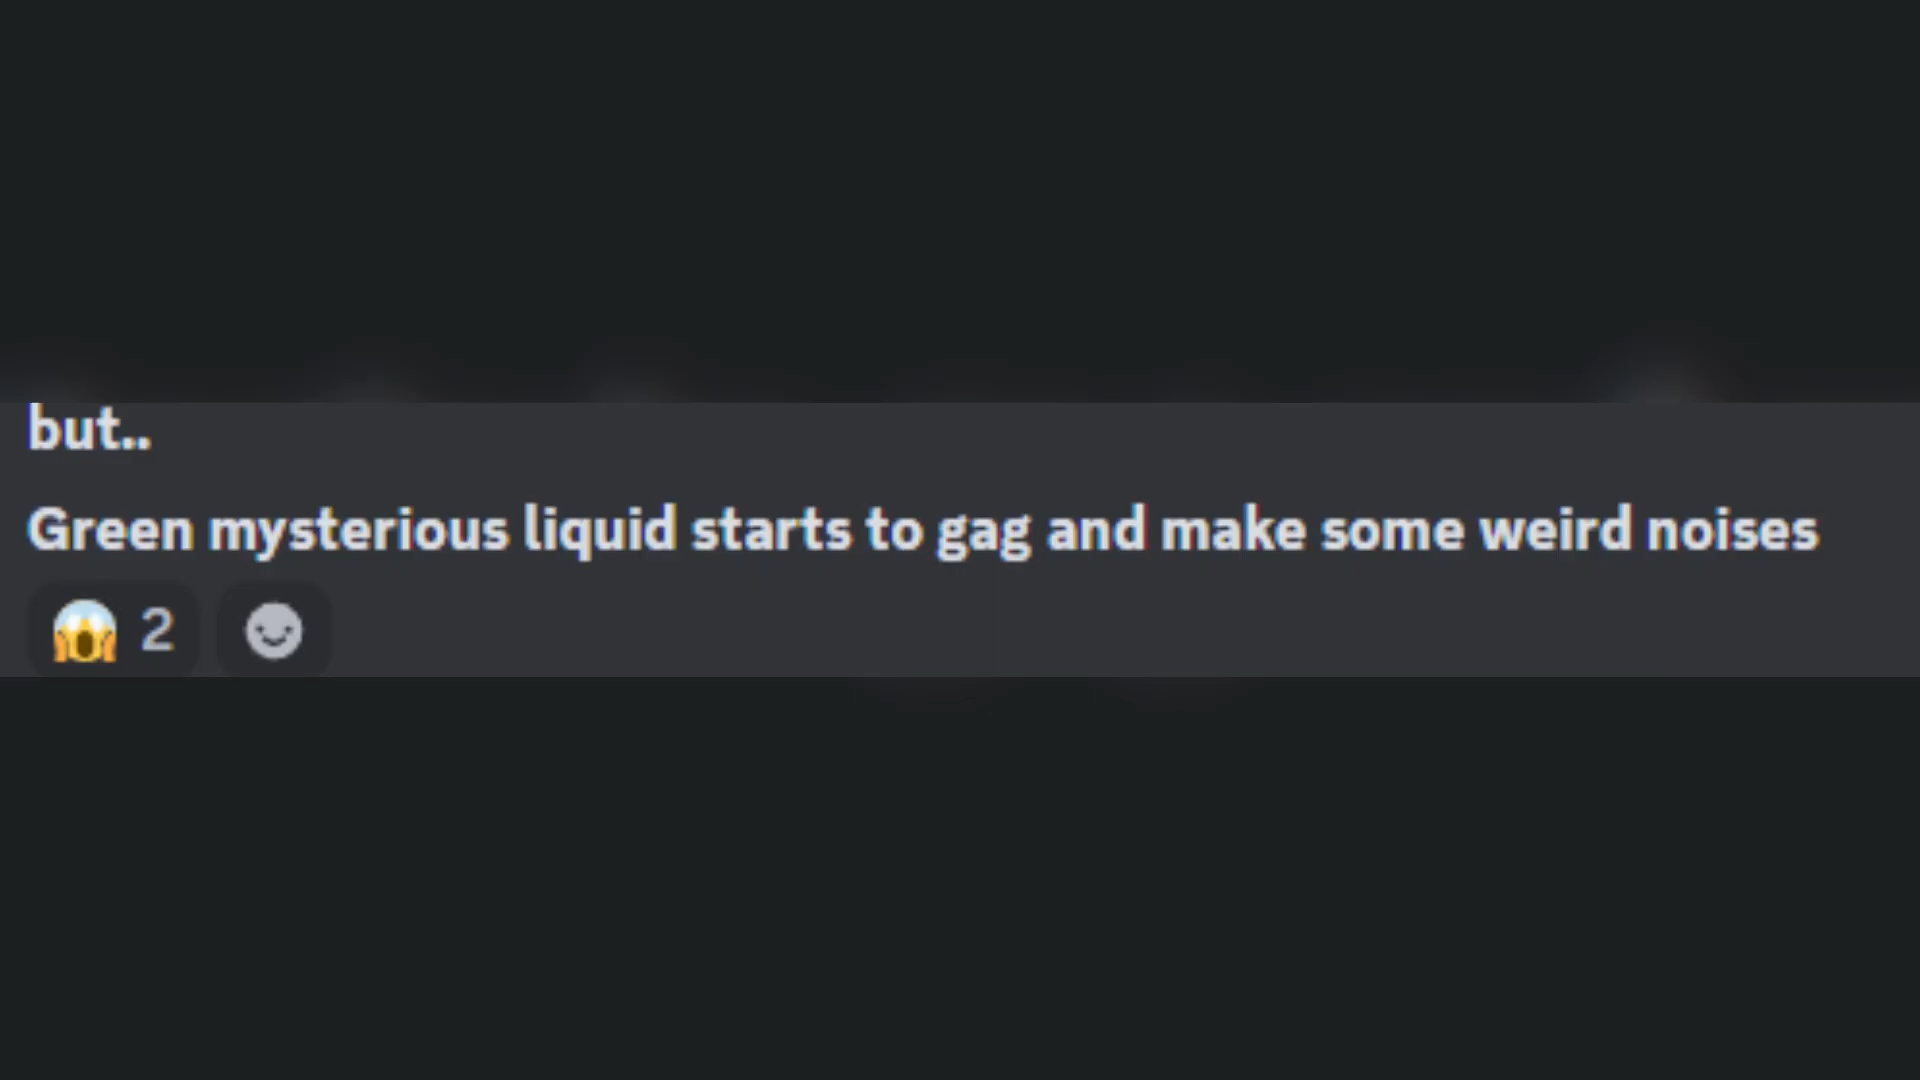 but..
Green mysterious liquid starts to gag and make some weird noises
😱 2